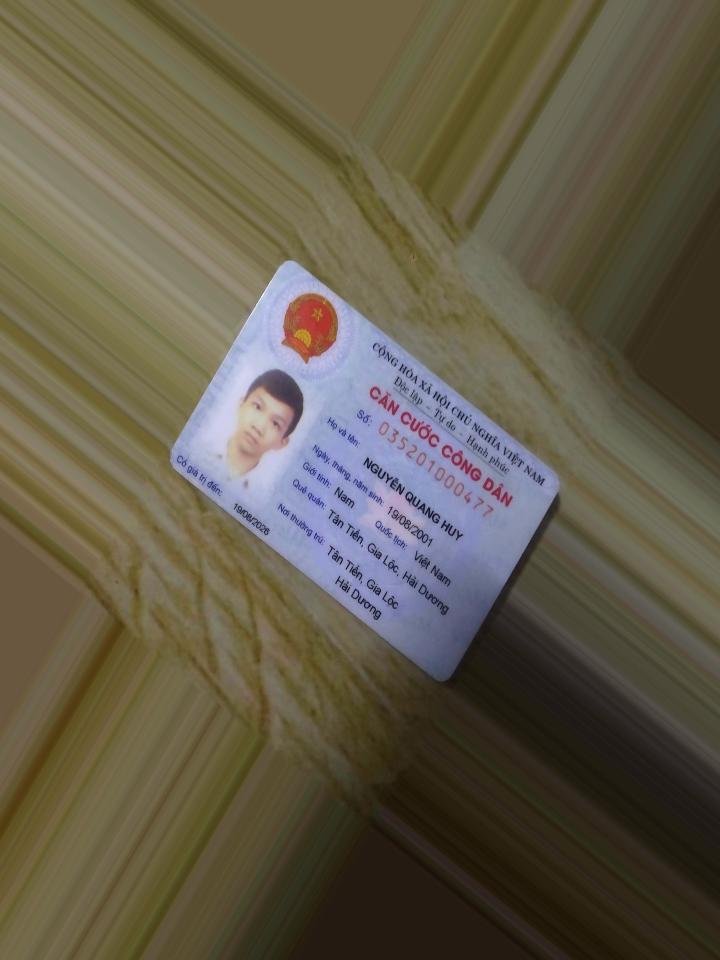 CỘNG HÒA XÃ HỘI CHỦ NGHĨA VIỆT NAM
Độc lập - Tự do - Hạnh phúc
CĂN CƯỚC CÔNG DÂN
Số: 035201000477
Họ và tên:
NGUYỄN QUANG HUY
Ngày, tháng, năm sinh: 19/08/2001
Giới tính: Nam Quốc tịch: Việt Nam
Quê quán: Tân Tiến, Gia Lộc, Hải Dương
Nơi thường trú: Tân Tiến, Gia Lộc
Hải Dương
Có giá trị đến: 19/08/2026